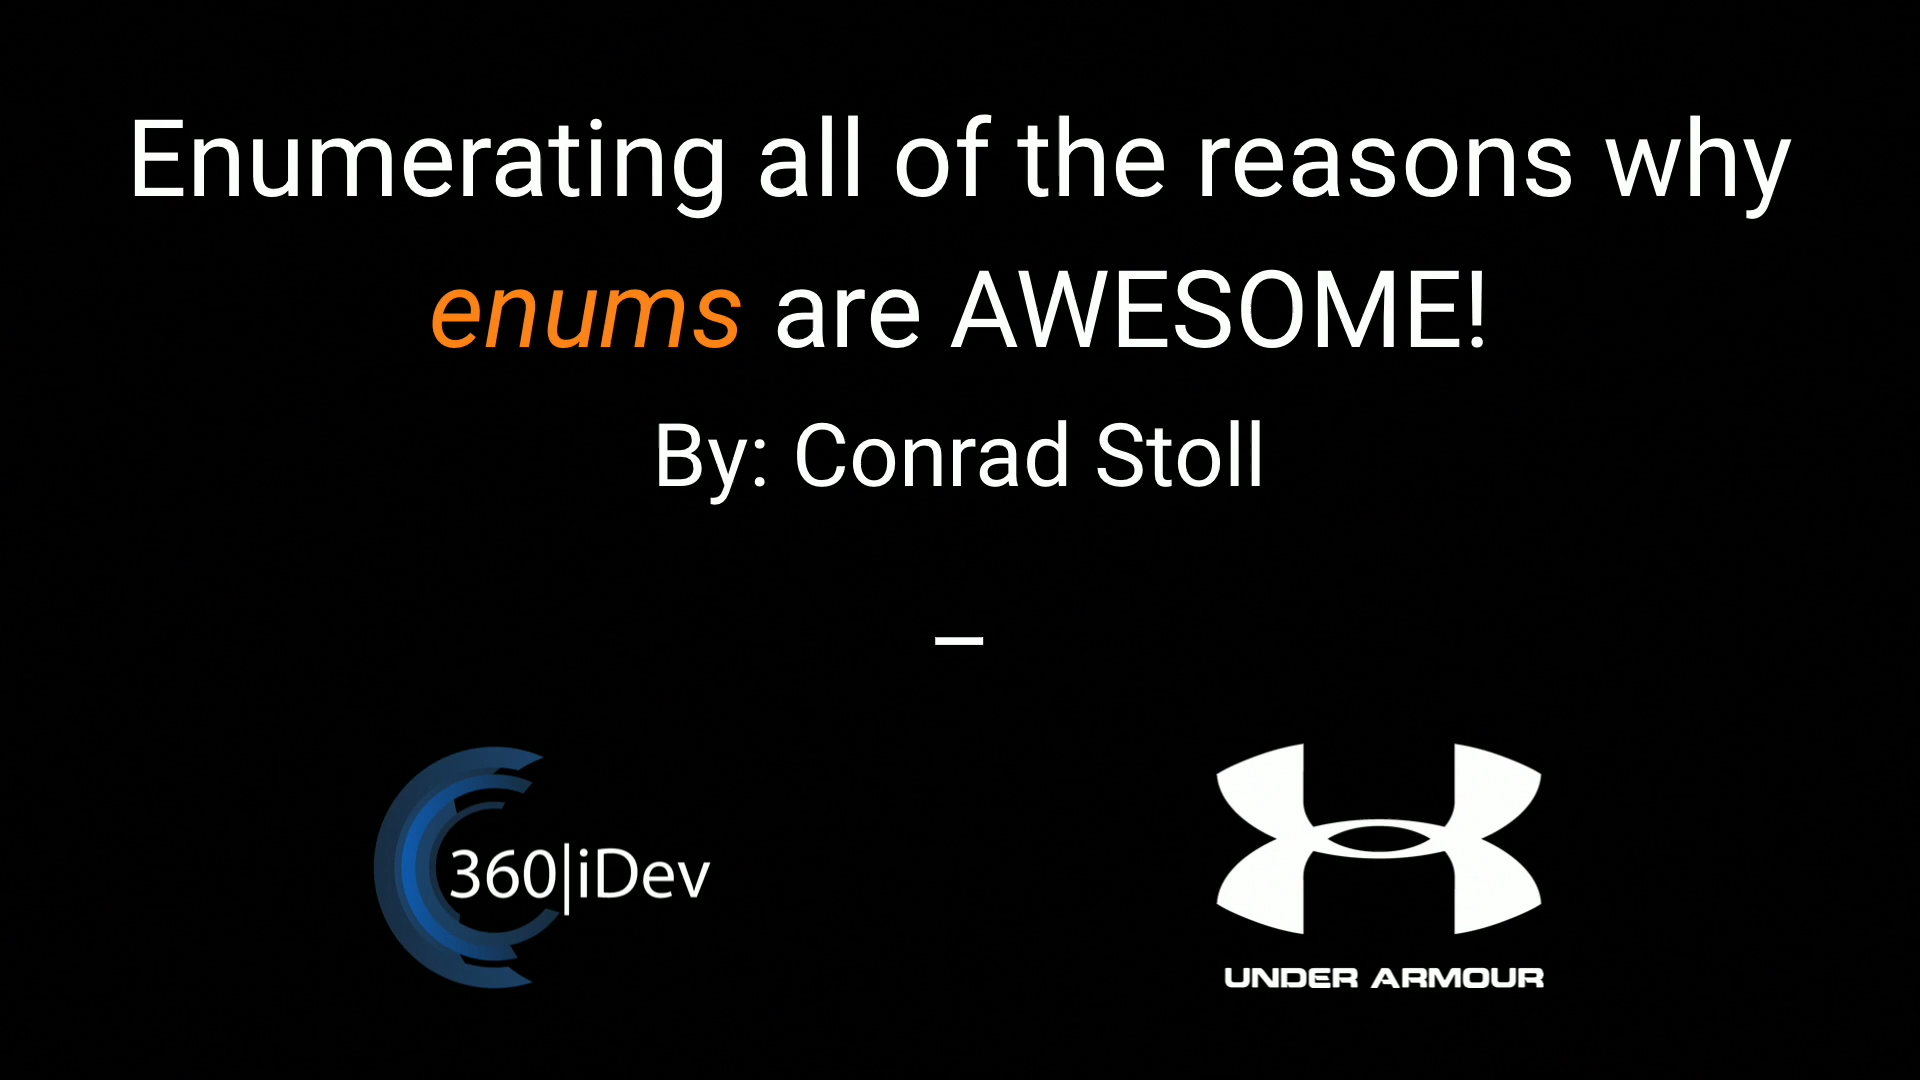 Enumerating all of the reasons why
enums are AWESOME!
By: Conrad Stoll
–
360|iDev
UNDER ARMOUR